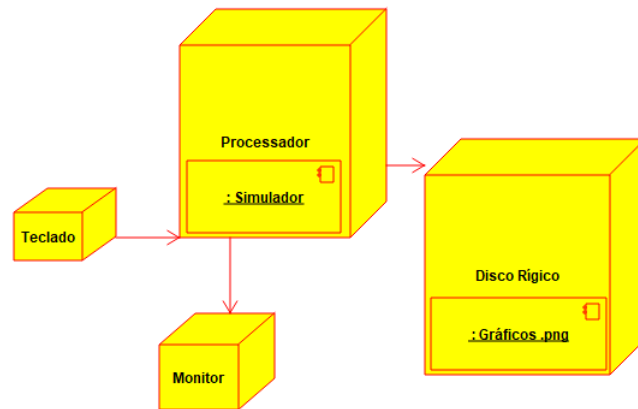 Processador
: Simulador
Teclado
Disco Rígico
: Gráficos .png
Monitor